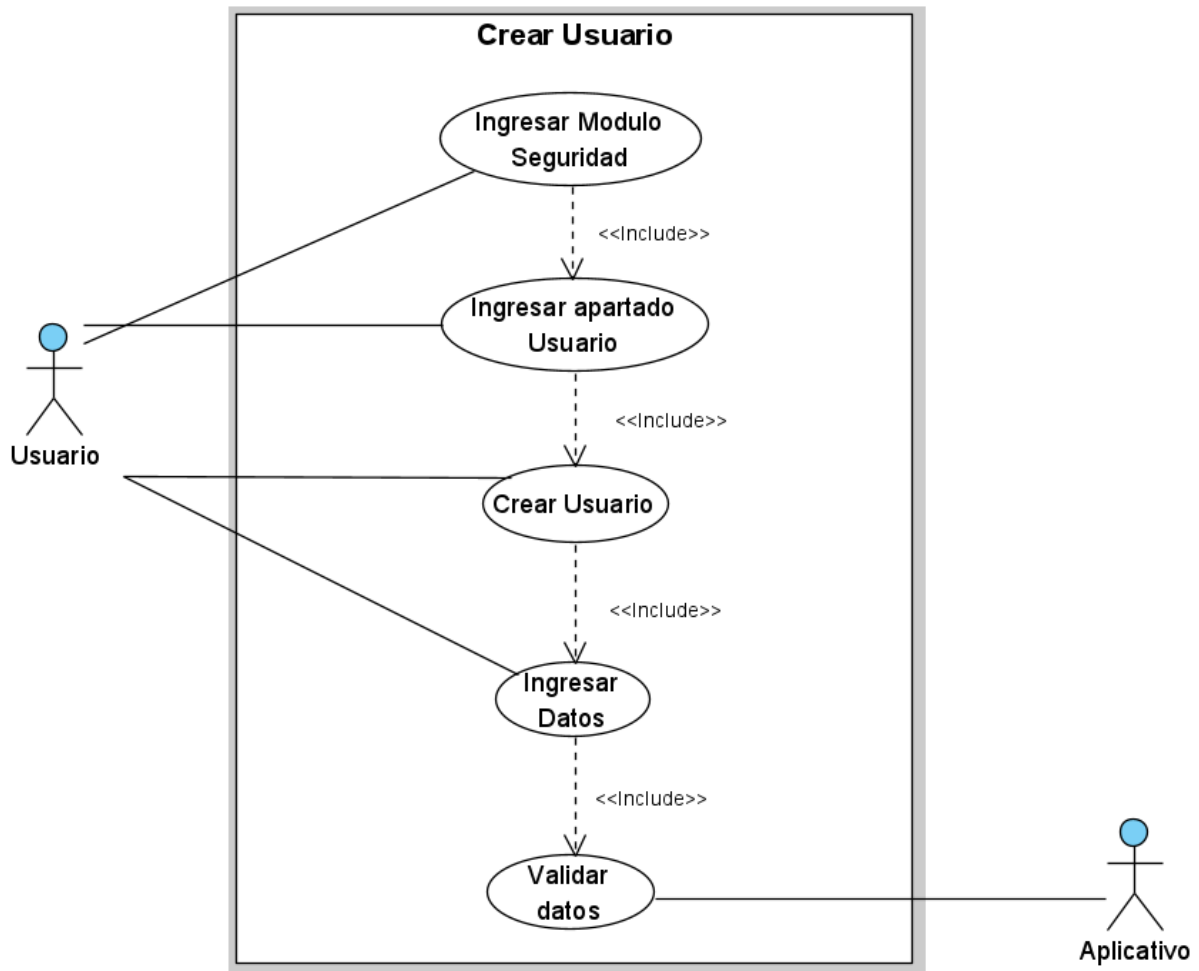 Crear Usuario
Ingresar Modulo
Seguridad
<<Include>>
Ingresar apartado
Usuario
<<Include>>
Usuario
Crear Usuario
<<Include>>
Ingresar
Datos
<<Include>>
Validar
datos
Aplicativo